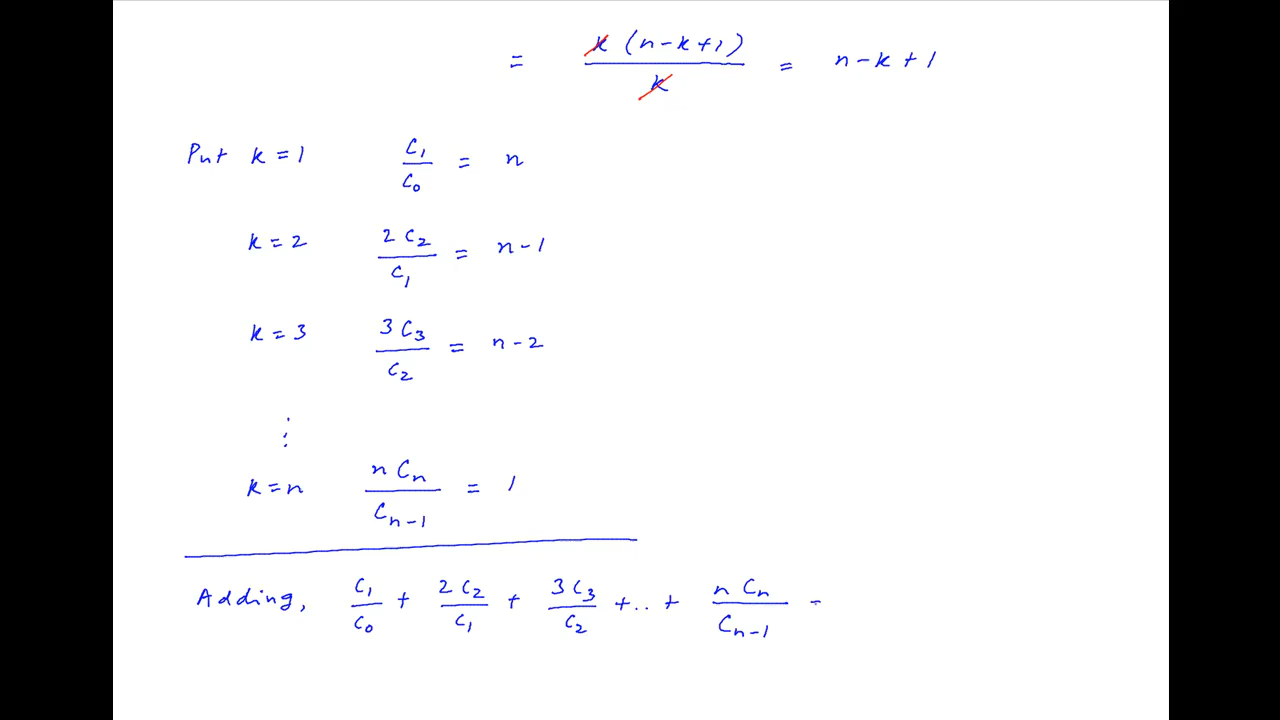 = k (n-k+1) / k = n-k+1
Put k=1 C₁/C₀ = n
k=2 2C₂/C₁ = n-1
k=3 3C₃/C₂ = n-2
⋮
k=n nCₙ/Cₙ₋₁ = 1
Adding, C₁/C₀ + 2C₂/C₁ + 3C₃/C₂ +..+ nCₙ/Cₙ₋₁ -